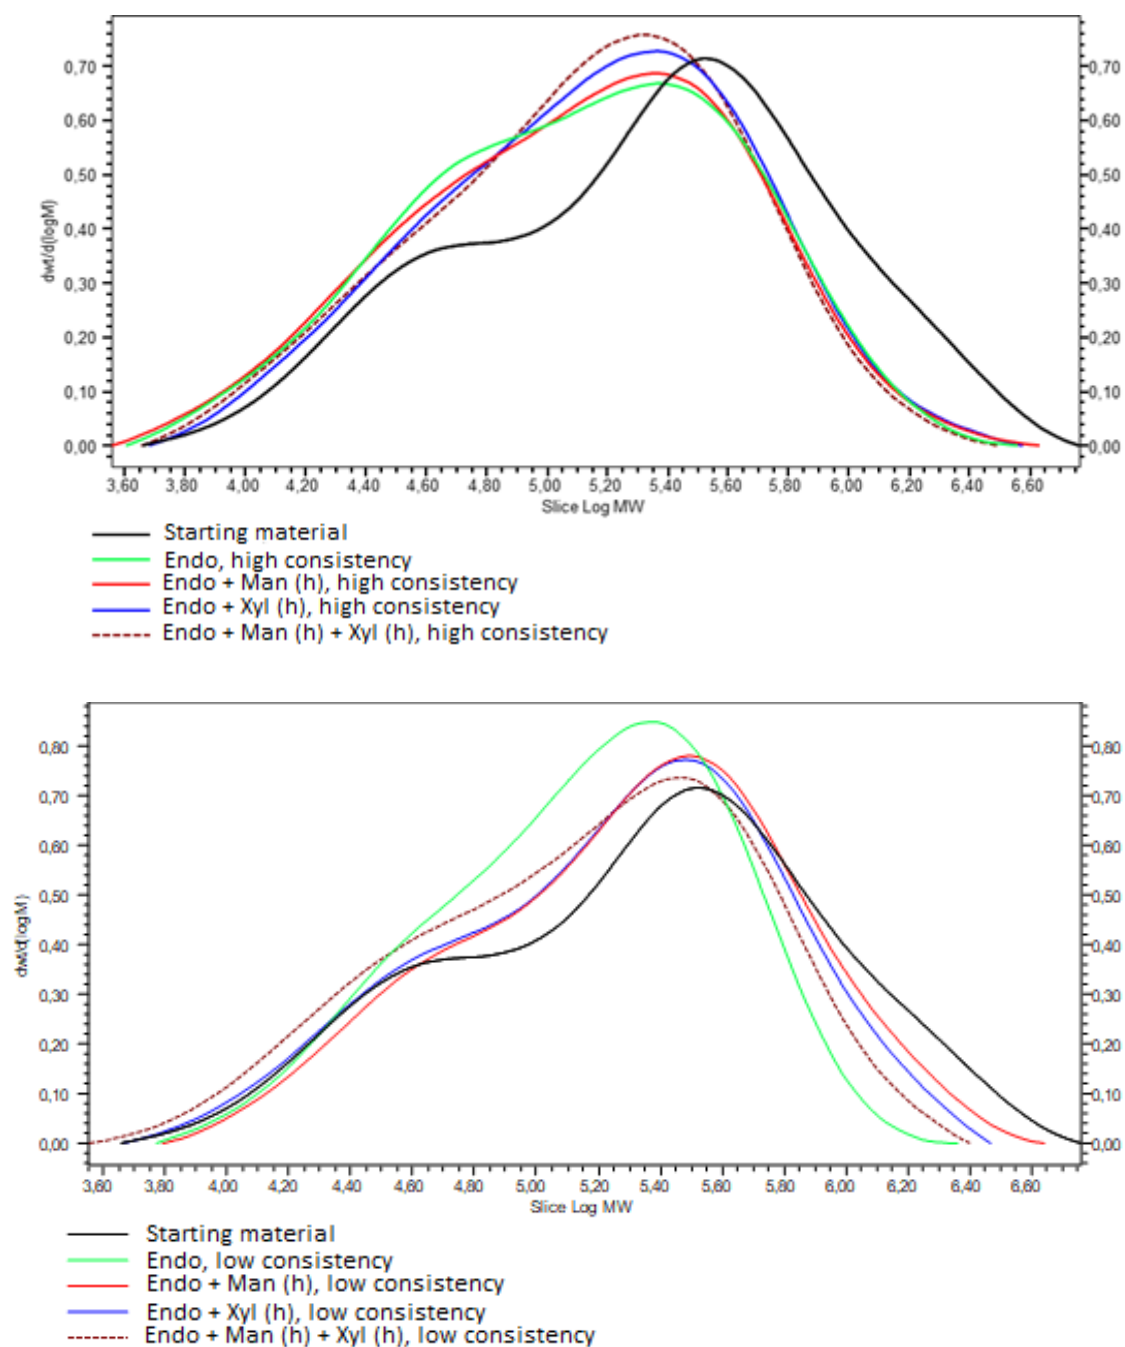 0,70 0,70
0,60 0,60
0,50 0,50
0,40 0,40
dwt/d(logM)
0,30 0,30
0,20 0,20
0,10 0,10
0,00 0,00
3,60 3,80 4,00 4,20 4,40 4,60 4,80 5,00 5,20 5,40 5,60 5,80 6,00 6,20 6,40 6,60
Slice Log MW
Starting material
Endo, high consistency
Endo + Man (h), high consistency
Endo + Xyl (h), high consistency
Endo + Man (h) + Xyl (h), high consistency
0,80 0,80
0,70 0,70
0,60 0,60
0,50 0,50
dwt/d(logM)
0,40 0,40
0,30 0,30
0,20 0,20
0,10 0,10
0,00 0,00
3,60 3,80 4,00 4,20 4,40 4,60 4,80 5,00 5,20 5,40 5,60 5,80 6,00 6,20 6,40 6,60
Slice Log MW
Starting material
Endo, low consistency
Endo + Man (h), low consistency
Endo + Xyl (h), low consistency
Endo + Man (h) + Xyl (h), low consistency